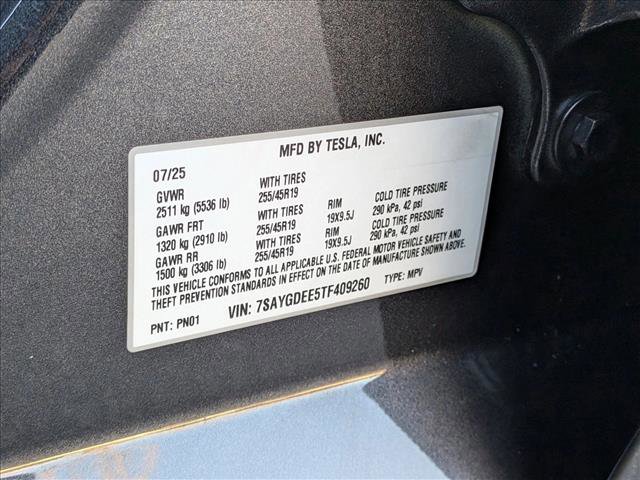 MFD BY TESLA, INC.
07/25
GVWR WITH TIRES
2511 kg (5536 lb) 255/45R19
GAWR FRT WITH TIRES RIM COLD TIRE PRESSURE
1320 kg (2910 lb) 255/45R19 19X9.5J 290 kPa, 42 psi
GAWR RR WITH TIRES RIM COLD TIRE PRESSURE
1500 kg (3306 lb) 255/45R19 19X9.5J 290 kPa, 42 psi
THIS VEHICLE CONFORMS TO ALL APPLICABLE U.S. FEDERAL MOTOR VEHICLE SAFETY AND
THEFT PREVENTION STANDARDS IN EFFECT ON THE DATE OF MANUFACTURE SHOWN ABOVE.
PNT: PN01 VIN: 7SAYGDEE5TF409260 TYPE: MPV